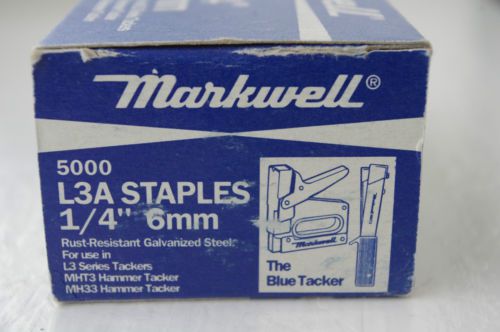 Markwell®
5000
L3A STAPLES
1/4" 6mm
Rust-Resistant Galvanized Steel
For use in
L3 Series Tackers
MHT3 Hammer Tacker
MH33 Hammer Tacker
Markwell
The
Blue Tacker